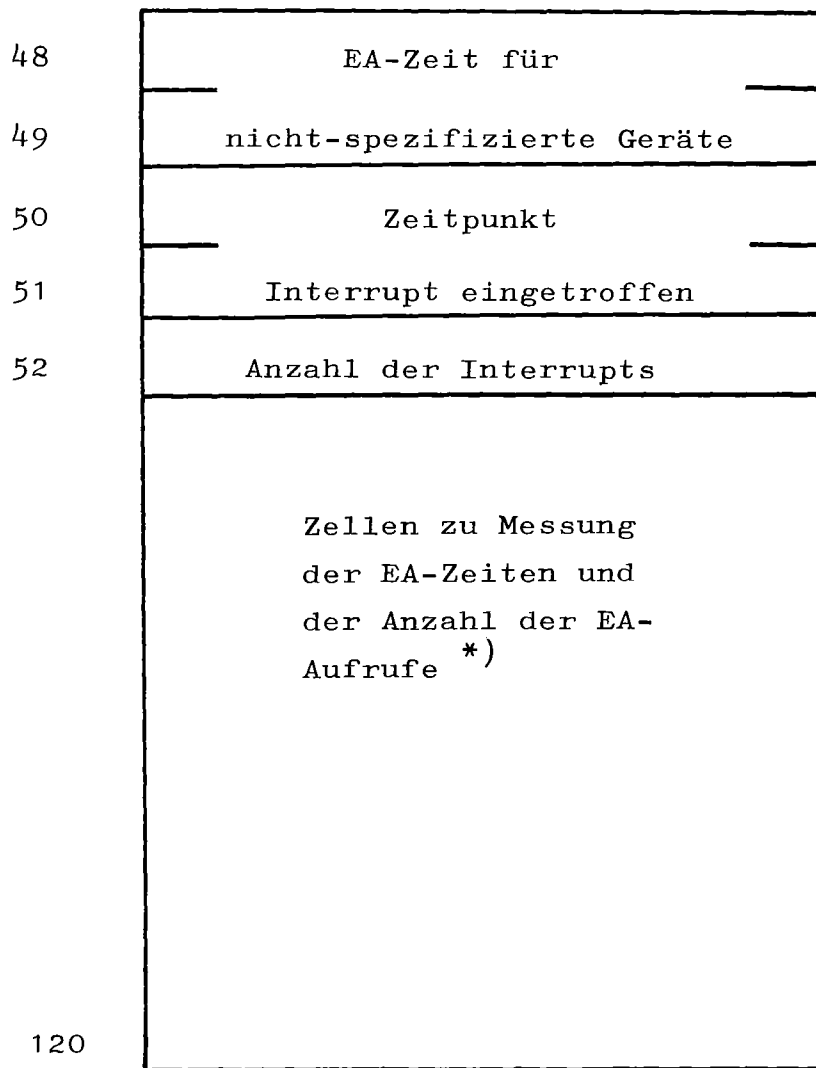 48 EA-Zeit für
49 nicht-spezifizierte Geräte
50 Zeitpunkt
51 Interrupt eingetroffen
52 Anzahl der Interrupts
Zellen zu Messung
der EA-Zeiten und
der Anzahl der EA-
Aufrufe *)
120